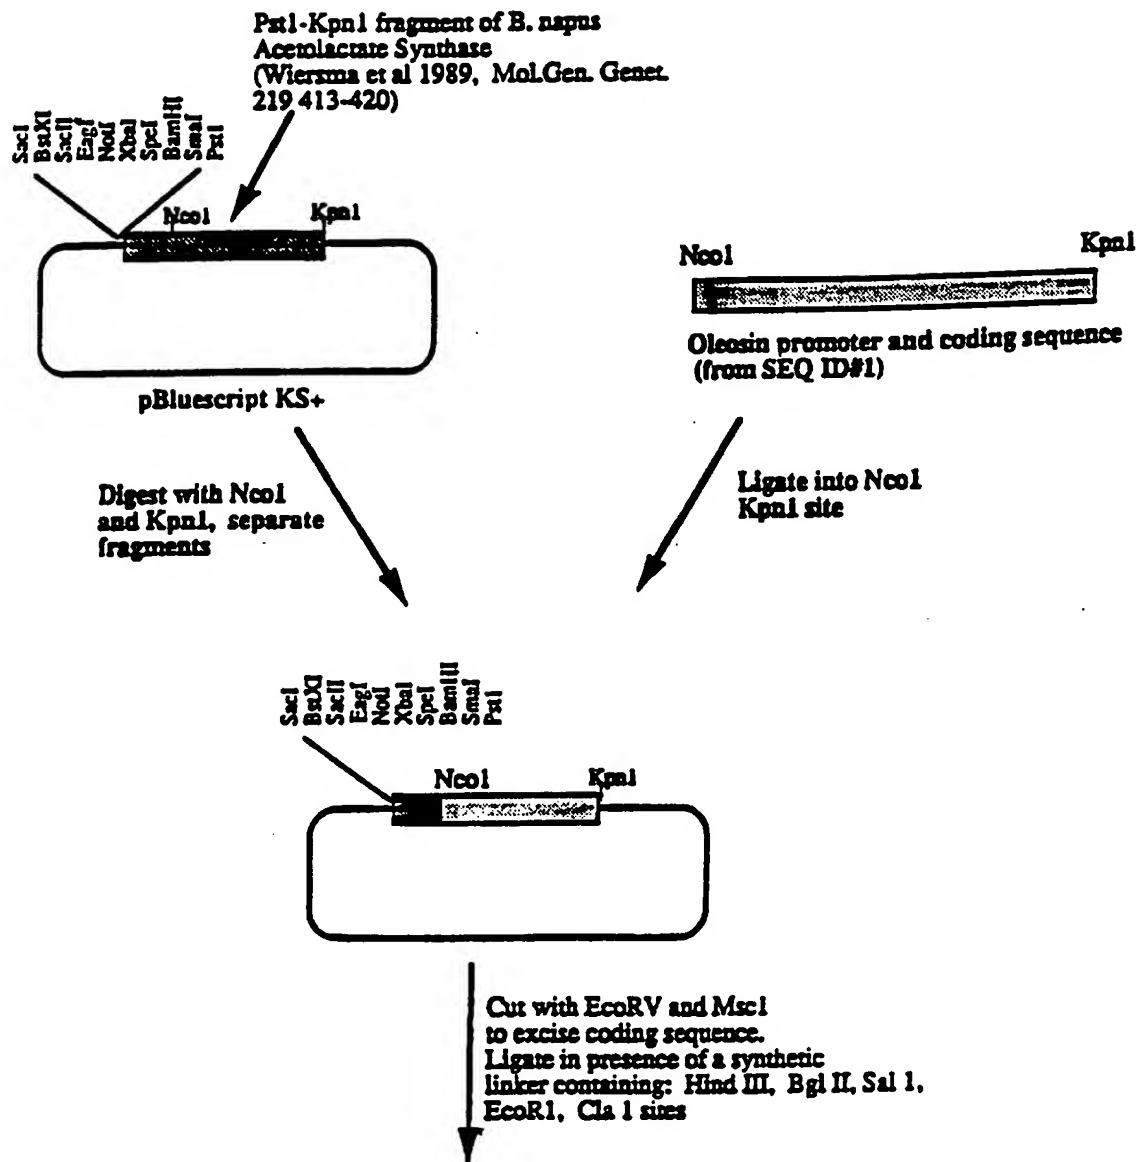 Pst1-Kpn1 fragment of B. napus
Acetolactate Synthase
(Wiersma et al 1989, Mol.Gen. Genet.
219 413-420)
SacI
BstXI
SacII
EagI
NotI
XbaI
SpeI
BamHI
SmaI
PstI
Nco1
Kpn1
pBluescript KS+
Nco1
Kpn1
Oleosin promoter and coding sequence
(from SEQ ID#1)
Digest with Nco1
and Kpn1, separate
fragments
Ligate into Nco1
Kpn1 site
SacI
BstXI
SacII
EagI
NotI
XbaI
SpeI
BamHI
SmaI
PstI
Nco1
Kpn1
Cut with EcoRV and Msc1
to excise coding sequence.
Ligate in presence of a synthetic
linker containing: Hind III, Bgl II, Sal 1,
EcoR1, Cla 1 sites